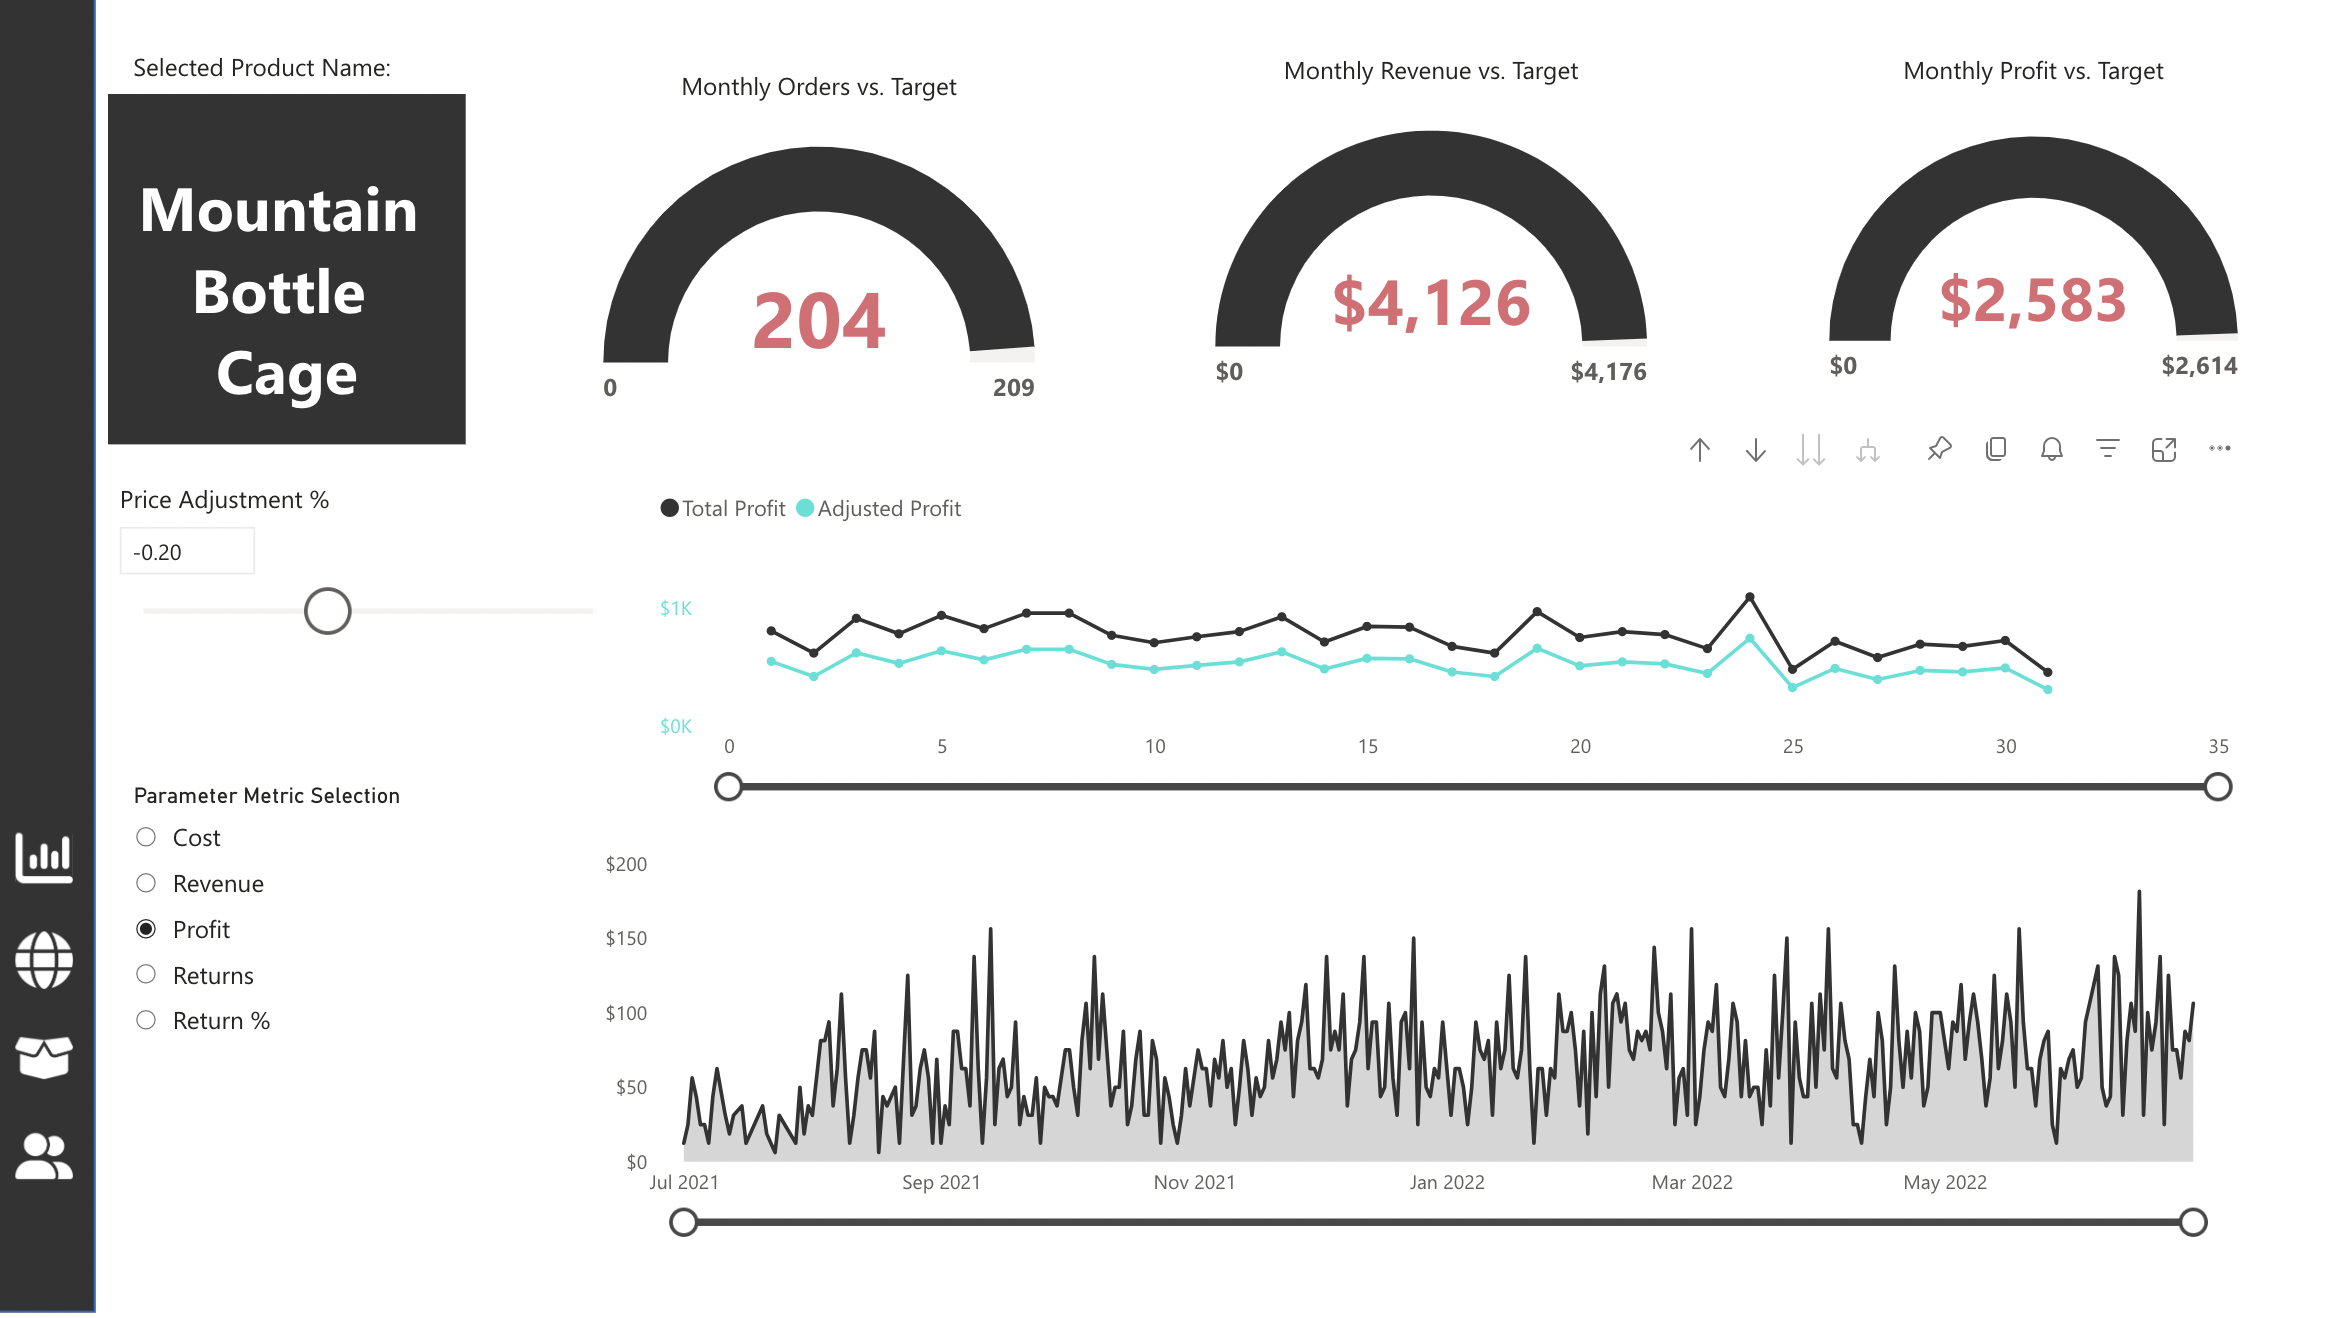 Selected Product Name:
Mountain
Bottle
Cage
Monthly Orders vs. Target
204
0
209
Monthly Revenue vs. Target
$4,126
$0
$4,176
Monthly Profit vs. Target
$2,583
$0
$2,614
Price Adjustment %
-0.20
Total Profit Adjusted Profit
$1K
$0K
0 5 10 15 20 25 30 35
Parameter Metric Selection
Cost
Revenue
Profit
Returns
Return %
$200
$150
$100
$50
$0
Jul 2021 Sep 2021 Nov 2021 Jan 2022 Mar 2022 May 2022